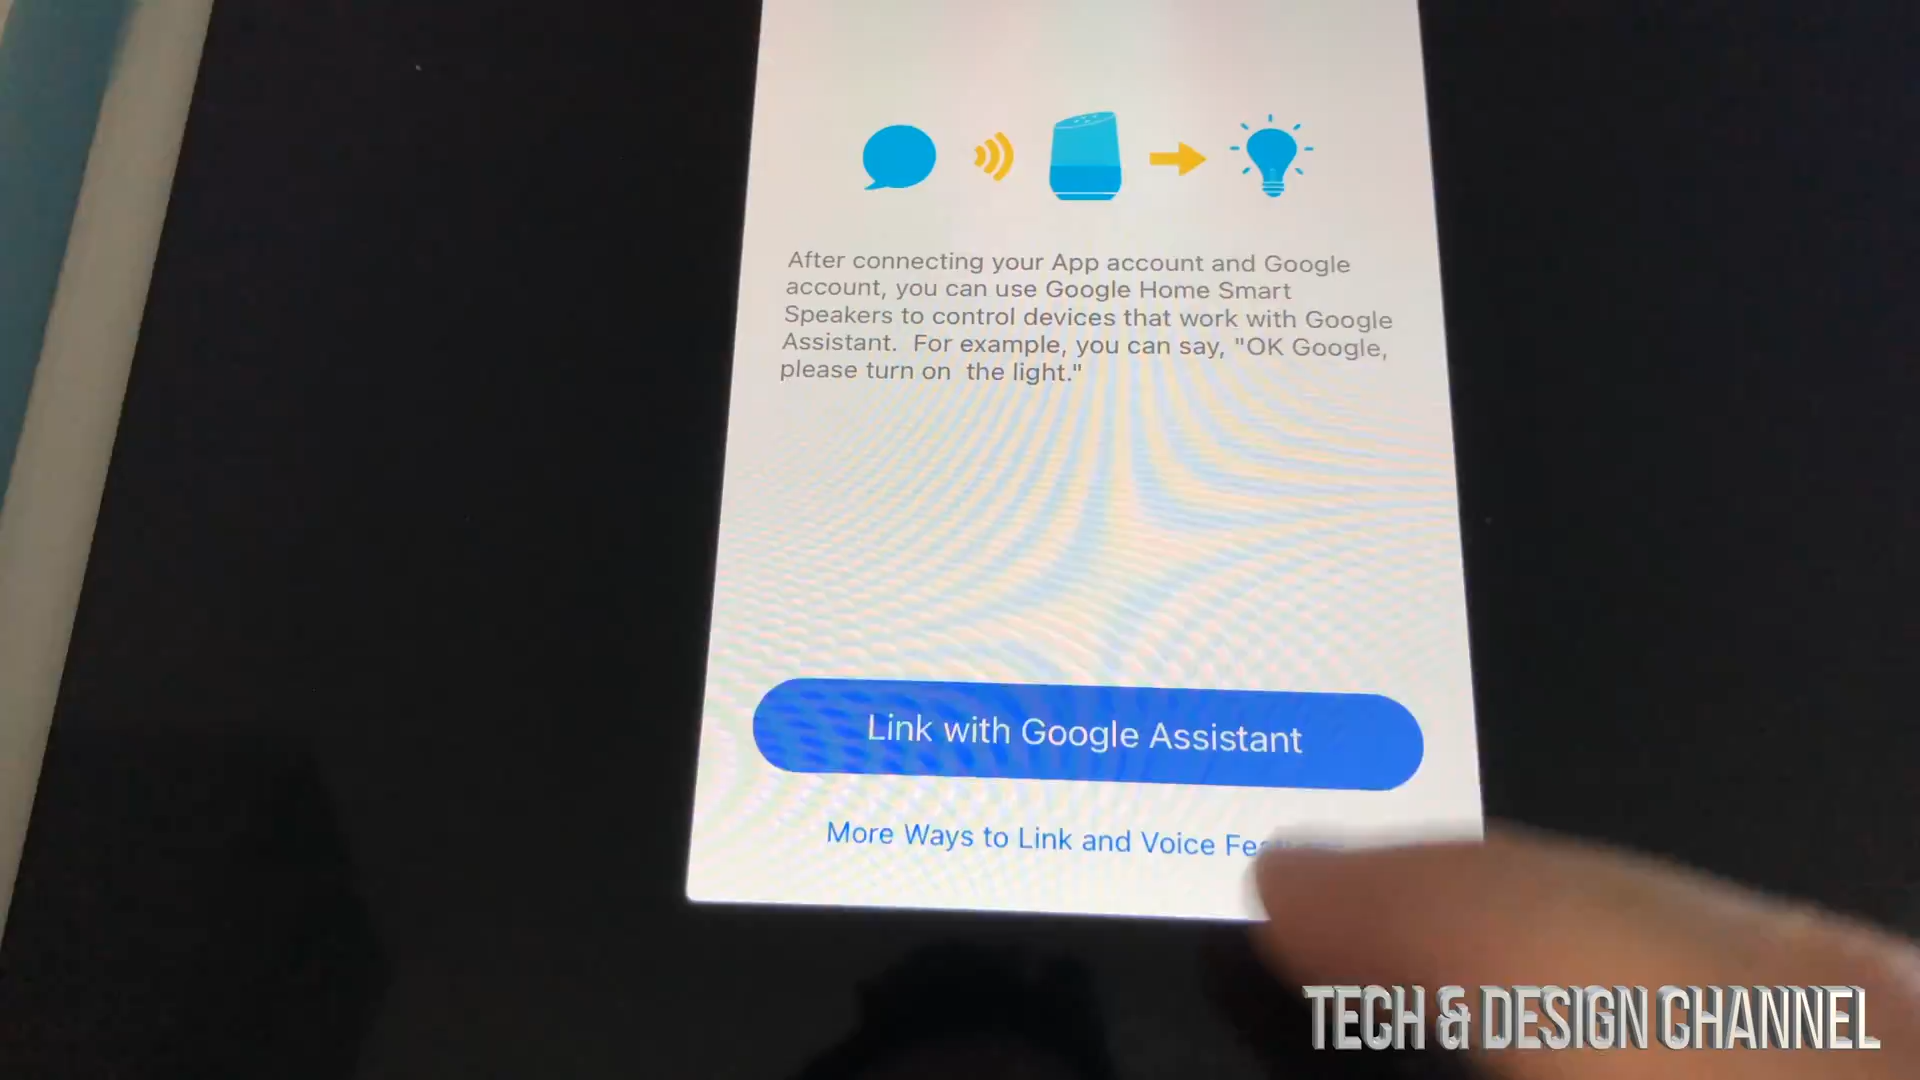 After connecting your App account and Google
account, you can use Google Home Smart
Speakers to control devices that work with Google
Assistant. For example, you can say, "OK Google,
please turn on the light."
Link with Google Assistant
More Ways to Link and Voice
TECH & DESIGN CHANNEL